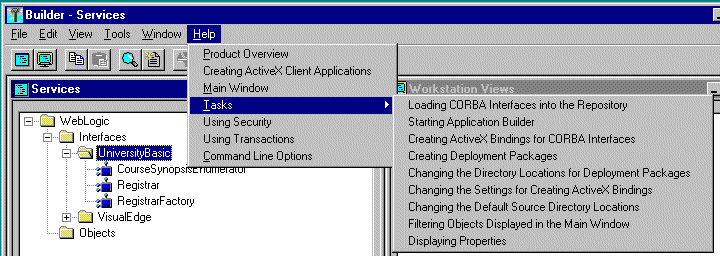 Builder - Services
File Edit View Tools Window Help
Product Overview
Creating ActiveX Client Applications
Main Window
Tasks
Using Security
Using Transactions
Command Line Options
Services
WebLogic
Interfaces
UniversityBasic
CourseSynopsisEnumerator
Registrar
RegistrarFactory
VisualEdge
Objects
Workstation Views
Loading CORBA Interfaces into the Repository
Starting Application Builder
Creating ActiveX Bindings for CORBA Interfaces
Creating Deployment Packages
Changing the Directory Locations for Deployment Packages
Changing the Settings for Creating ActiveX Bindings
Changing the Default Source Directory Locations
Filtering Objects Displayed in the Main Window
Displaying Properties